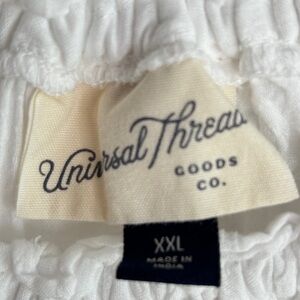 Universal Thread
GOODS
CO.
XXL
MADE IN
INDIA